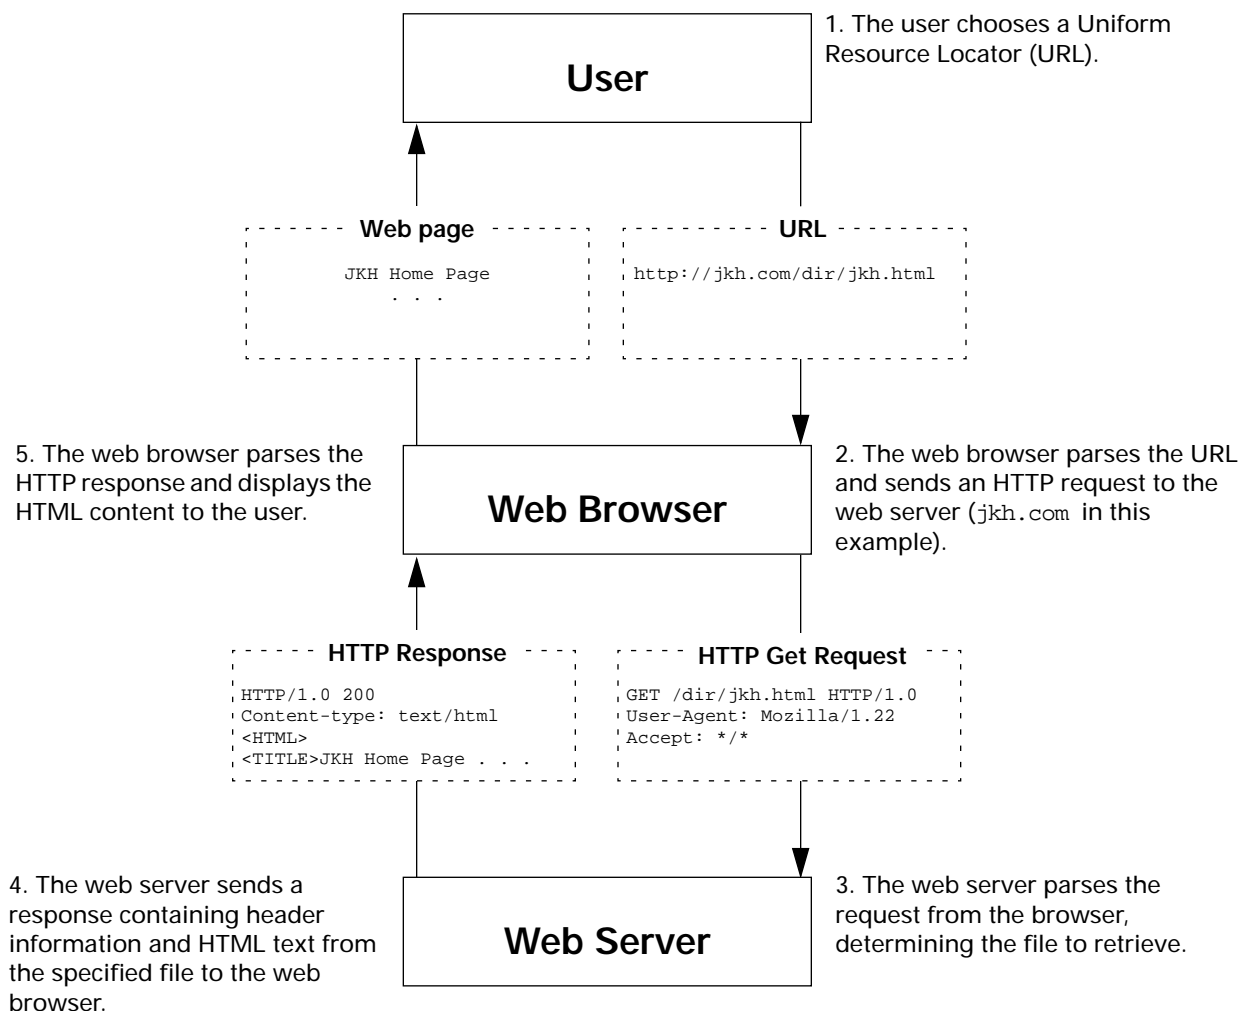 User
1. The user chooses a Uniform
Resource Locator (URL).
Web page
JKH Home Page
. . .
URL
http://jkh.com/dir/jkh.html
5. The web browser parses the
HTTP response and displays the
HTML content to the user.
Web Browser
2. The web browser parses the URL
and sends an HTTP request to the
web server (jkh.com in this
example).
HTTP Response
HTTP/1.0 200
Content-type: text/html
<HTML>
<TITLE>JKH Home Page . . .
HTTP Get Request
GET /dir/jkh.html HTTP/1.0
User-Agent: Mozilla/1.22
Accept: */*
4. The web server sends a
response containing header
information and HTML text from
the specified file to the web
browser.
Web Server
3. The web server parses the
request from the browser,
determining the file to retrieve.